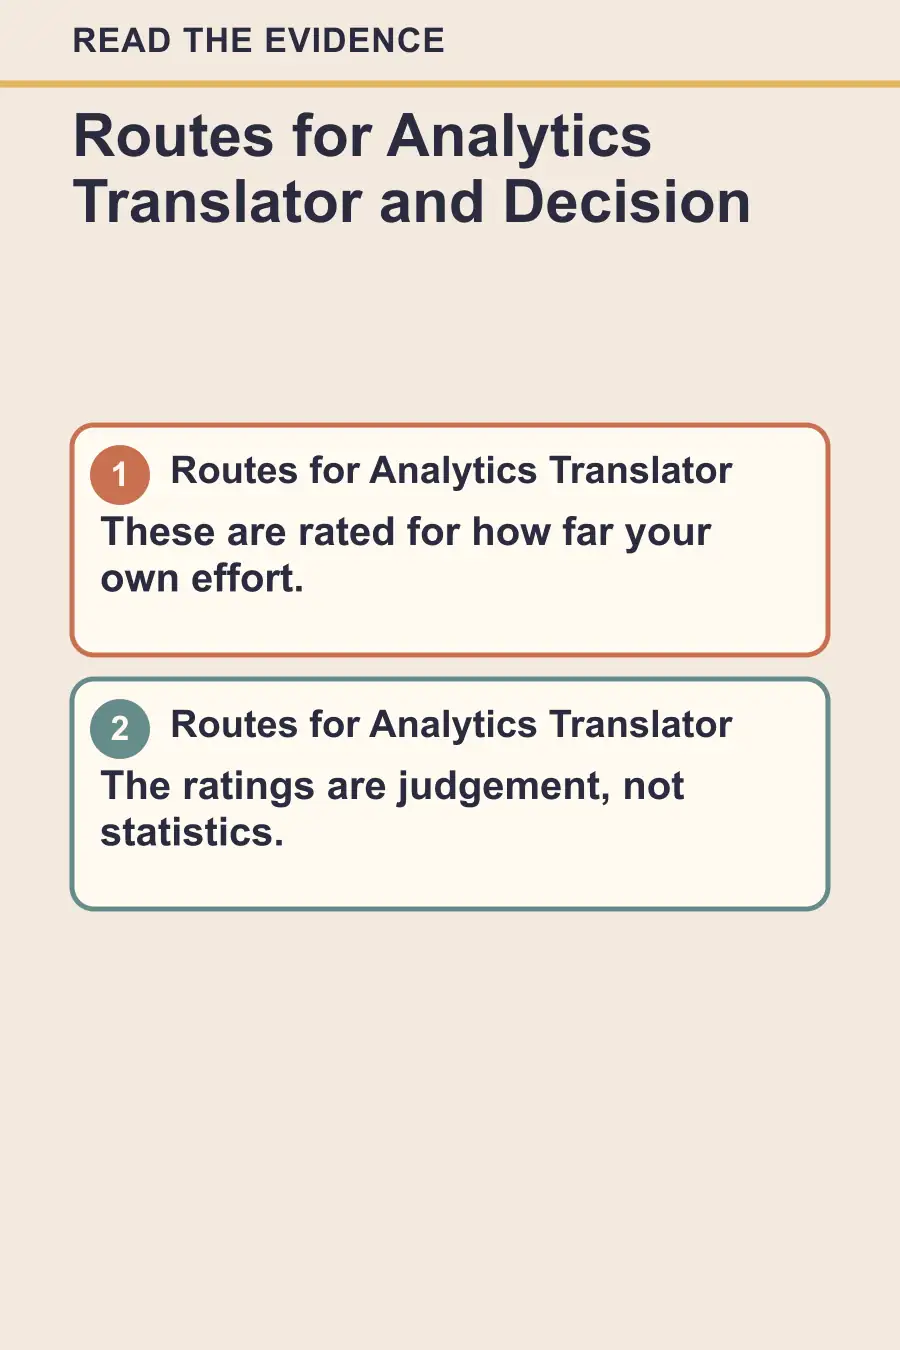 READ THE EVIDENCE
Routes for Analytics
Translator and Decision
1 Routes for Analytics Translator
These are rated for how far your
own effort.
2 Routes for Analytics Translator
The ratings are judgement, not
statistics.